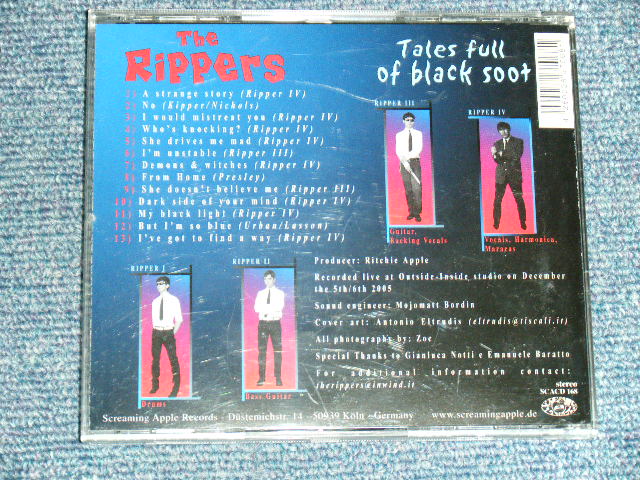 The
Rippers
Tales full
of black soot
1) A strange story (Ripper IV)
2) No (Kipper/Nichols)
3) I would mistreat you (Ripper IV)
4) Who's knocking? (Ripper IV)
5) She drives me mad (Ripper IV)
6) I'm unstable (Ripper III)
7) Demons & witches (Ripper IV)
8) From Home (Presley)
9) She doesn't believe me (Ripper III)
10) Dark side of your mind (Ripper IV)
11) My black light (Ripper IV)
12) But I'm so blue (Urban/Lasson)
13) I've got to find a way (Ripper IV)
RIPPER III
Guitar,
Backing Vocals
RIPPER IV
Vocals, Harmonica,
Maracas
RIPPER I
Drums
RIPPER II
Bass Guitar
Producer: Ritchie Apple
Recorded live at Outside-Inside studio on December
the 5th/6th 2005
Sound engineer: Mojomatt Bordin
Cover art: Antonio Eltrudis (eltrudis@tiscali.it)
All photographs by: Zoe
Special Thanks to Gianluca Notti e Emanuele Baratto
For additional information contact:
therippers@inwind.it
stereo
SCACD 168
Screaming Apple Records - Düstemichstr. 14 - 50939 Köln - Germany
www.screamingapple.de